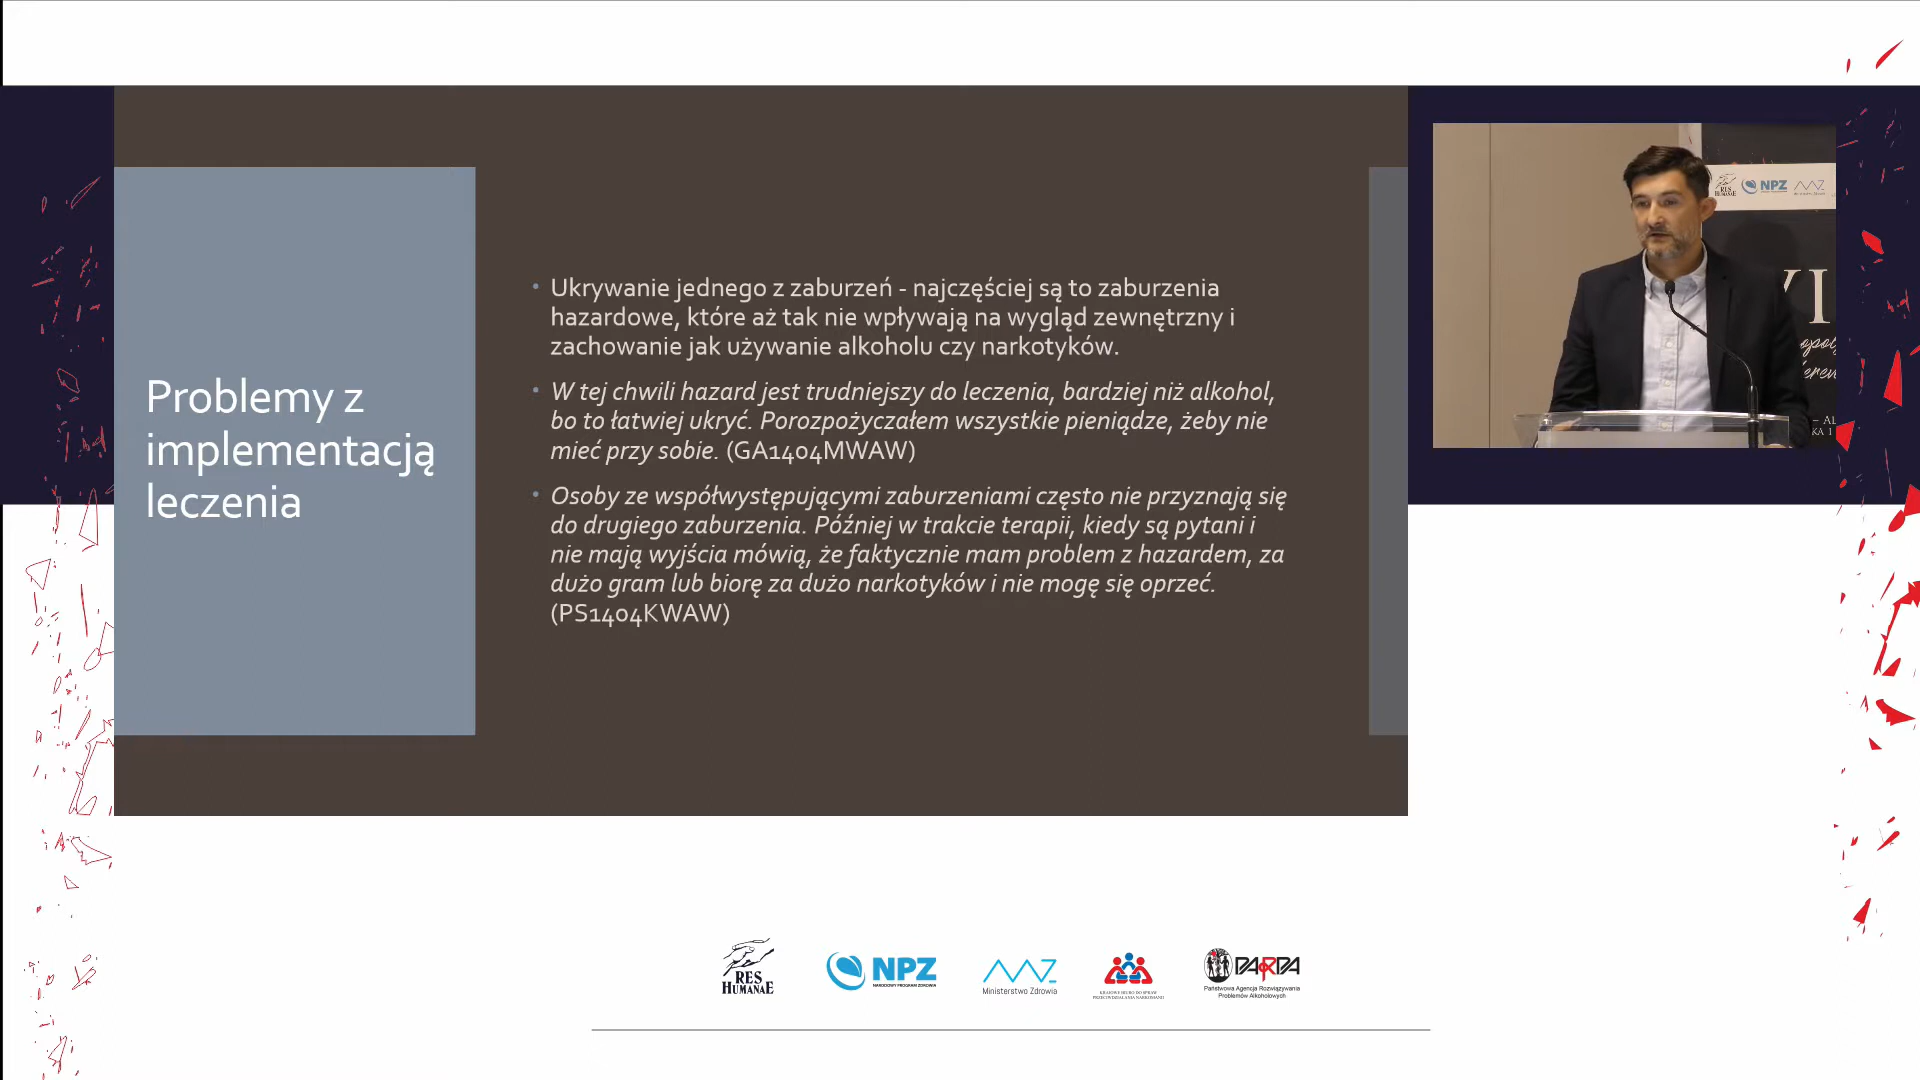 Problemy z
implementacją
leczenia
• Ukrywanie jednego z zaburzeń - najczęściej są to zaburzenia
hazardowe, które aż tak nie wpływają na wygląd zewnętrzny i
zachowanie jak używanie alkoholu czy narkotyków.
• W tej chwili hazard jest trudniejszy do leczenia, bardziej niż alkohol,
bo to łatwiej ukryć. Porozpożyczałem wszystkie pieniądze, żeby nie
mieć przy sobie. (GA1404MWAW)
• Osoby ze współwystępującymi zaburzeniami często nie przyznają się
do drugiego zaburzenia. Później w trakcie terapii, kiedy są pytani i
nie mają wyjścia mówią, że faktycznie mam problem z hazardem, za
dużo gram lub biorę za dużo narkotyków i nie mogę się oprzeć.
(PS1404KWAW)
RES
HUMANAE
NPZ
VI
RES
HUMANAE
NPZ
NARODOWY PROGRAM ZDROWIA
Ministerstwo Zdrowia
KRAJOWE BIURO DO SPRAW
PRZECIWDZIAŁANIA NARKOMANII
PARPA
Państwowa Agencja Rozwiązywania
Problemów Alkoholowych